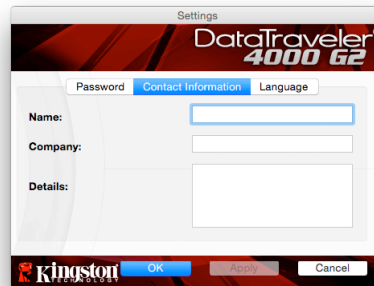 Settings
DataTraveler
4000 G2
Password Contact Information Language
Name:
Company:
Details:
Kingston
TECHNOLOGY
OK Apply Cancel